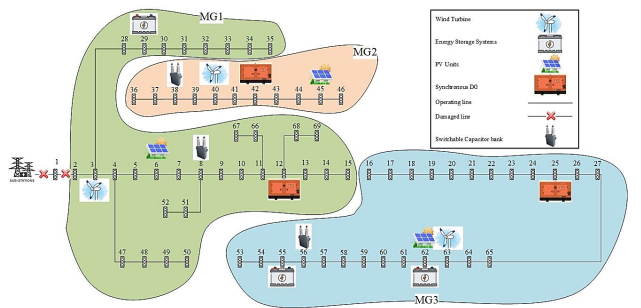 MG1
28 29 30 31 32 33 34 35
MG2
36 37 38 39 40 41 42 43 44 45 46
67 66 68 69
1 2 3 4 5 6 7 8 9 10 11 12 13 14 15
SUB-STATIONS
52 51
47 48 49 50
16 17 18 19 20 21 22 23 24 25 26 27
53 54 55 56 57 58 59 60 61 62 63 64 65
MG3
Wind Turbine
Energy Storage Systems
PV Units
Synchronous DG
Operating line
Damaged line
Switchable Capacitor bank